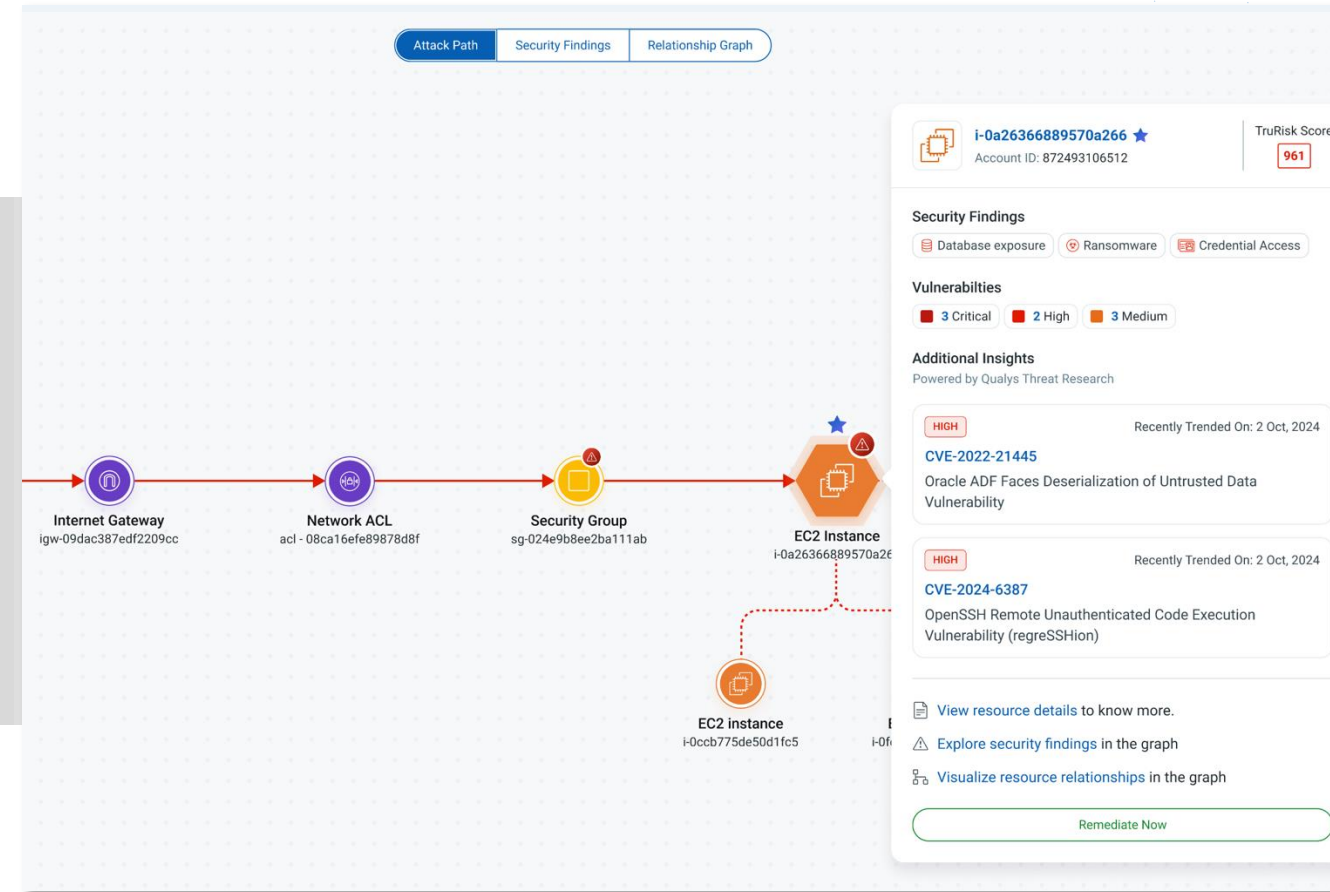 Attack Path
Security Findings
Relationship Graph
i-0a26366889570a266
Account ID: 872493106512
TruRisk Score
961
Security Findings
Database exposure
Ransomware
Credential Access
Vulnerabilties
3 Critical
2 High
3 Medium
Additional Insights
Powered by Qualys Threat Research
HIGH
Recently Trended On: 2 Oct, 2024
CVE-2022-21445
Oracle ADF Faces Deserialization of Untrusted Data
Vulnerability
HIGH
Recently Trended On: 2 Oct, 2024
CVE-2024-6387
OpenSSH Remote Unauthenticated Code Execution
Vulnerability (regreSSHion)
View resource details to know more.
Explore security findings in the graph
Visualize resource relationships in the graph
Remediate Now
Internet Gateway
igw-09dac387edf2209cc
Network ACL
acl - 08ca16efe89878d8f
Security Group
sg-024e9b8ee2ba111ab
EC2 Instance
i-0a26366889570a26
EC2 instance
i-0ccb775de50d1fc5